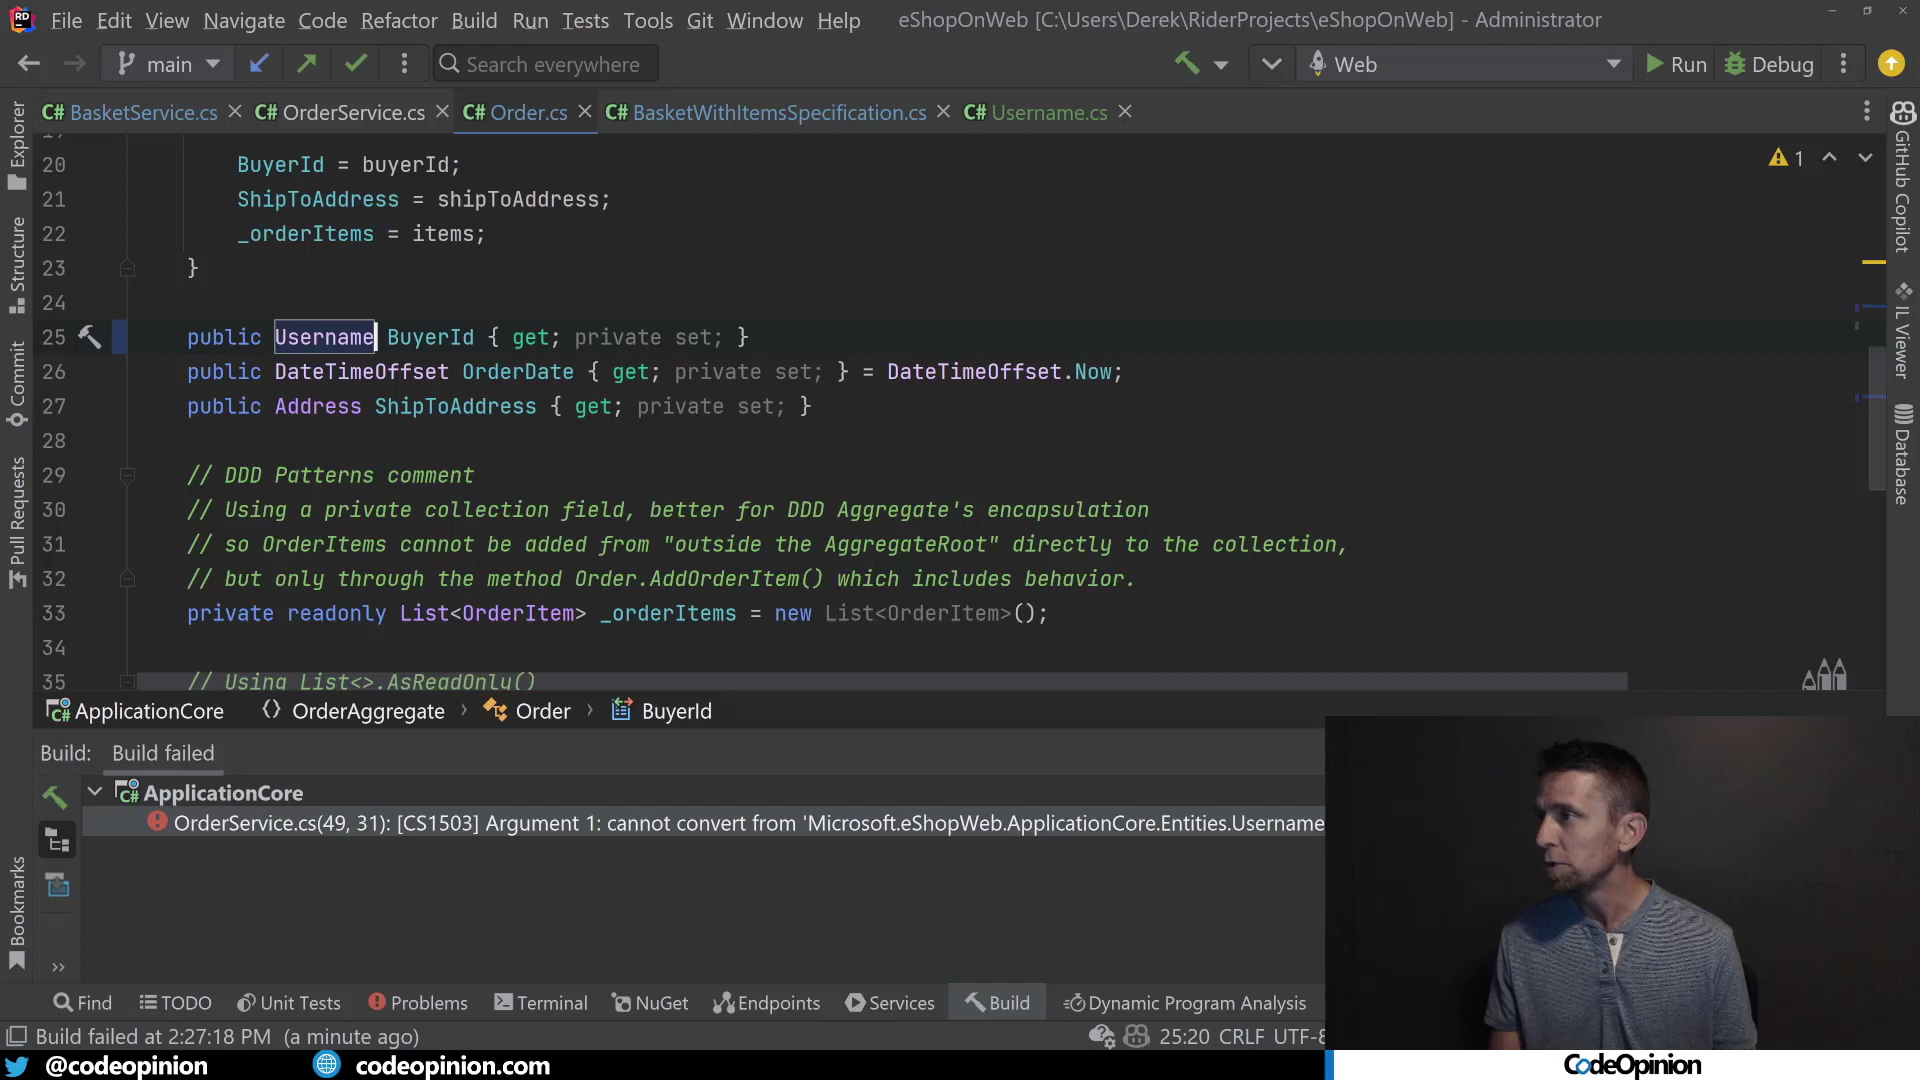 File Edit View Navigate Code Refactor Build Run Tests Tools Git Window Help eShopOnWeb [C:\Users\Derek\RiderProjects\eShopOnWeb] - Administrator
main Search everywhere Web Run Debug
C# BasketService.cs C# OrderService.cs C# Order.cs C# BasketWithItemsSpecification.cs C# Username.cs
20 BuyerId = buyerId;
21 ShipToAddress = shipToAddress;
22 _orderItems = items;
23 }
24
25 public Username BuyerId { get; private set; }
26 public DateTimeOffset OrderDate { get; private set; } = DateTimeOffset.Now;
27 public Address ShipToAddress { get; private set; }
28
29 // DDD Patterns comment
30 // Using a private collection field, better for DDD Aggregate's encapsulation
31 // so OrderItems cannot be added from "outside the AggregateRoot" directly to the collection,
32 // but only through the method Order.AddOrderItem() which includes behavior.
33 private readonly List<OrderItem> _orderItems = new List<OrderItem>();
34
35 // Using List<>.AsReadOnly()
1
Explorer
Structure
Commit
Pull Requests
Bookmarks
GitHub Copilot
IL Viewer
Database
C# ApplicationCore OrderAggregate Order BuyerId
Build: Build failed
C# ApplicationCore
OrderService.cs(49, 31): [CS1503] Argument 1: cannot convert from 'Microsoft.eShopWeb.ApplicationCore.Entities.Username
Find TODO Unit Tests Problems Terminal NuGet Endpoints Services Build Dynamic Program Analysis
Build failed at 2:27:18 PM (a minute ago) 25:20 CRLF UTF-8
@codeopinion codeopinion.com CodeOpinion